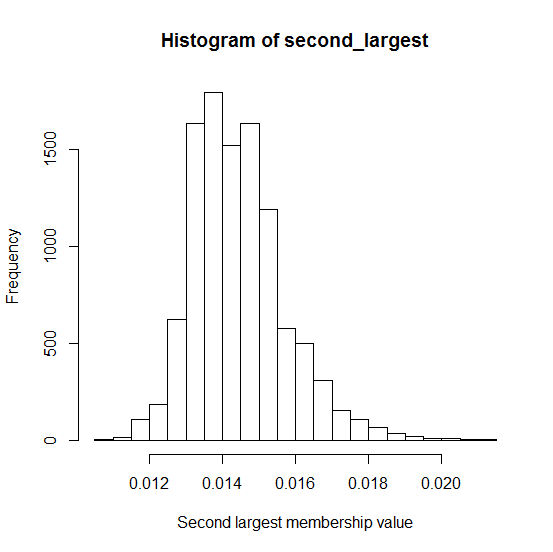 Histogram of second_largest
Frequency
1500
1000
500
0
0.012 0.014 0.016 0.018 0.020
Second largest membership value